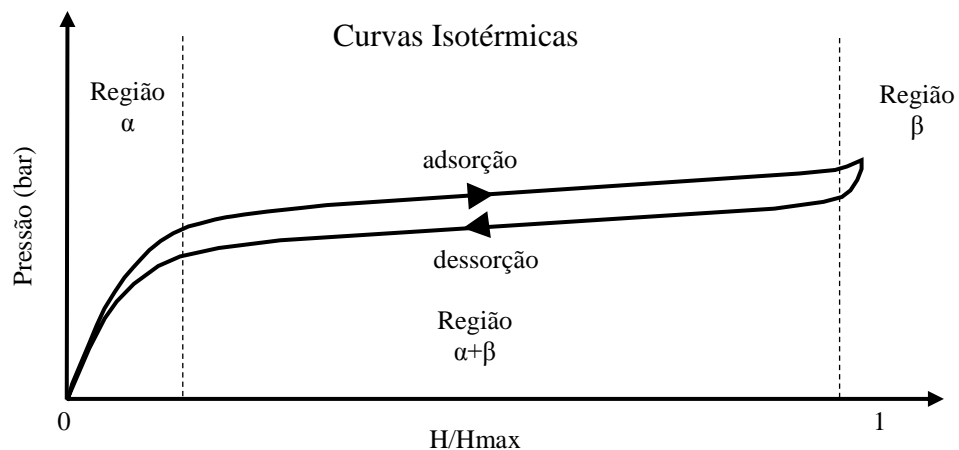 Curvas Isotérmicas
Região
α
Região
β
adsorção
Pressão (bar)
dessorção
Região
α+β
0
1
H/Hmax